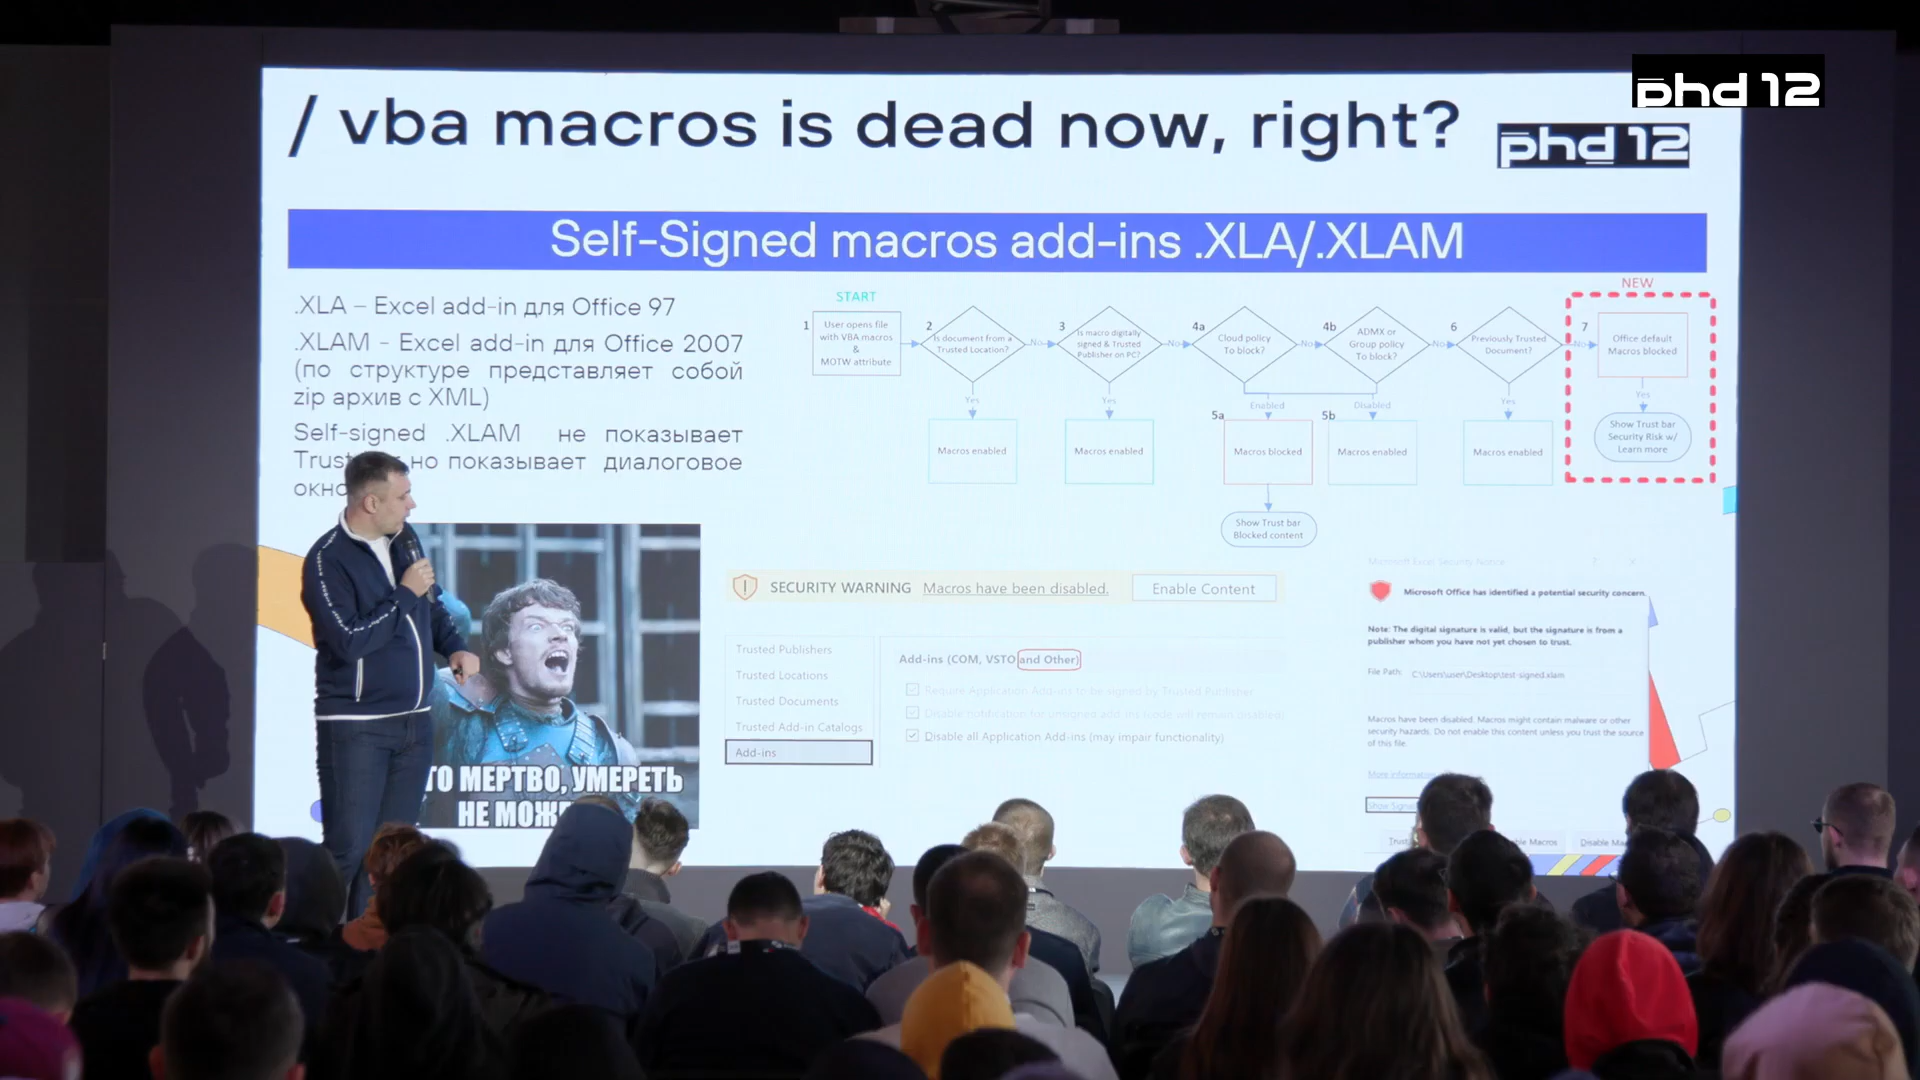 phd 12
/ vba macros is dead now, right?
phd 12
Self-Signed macros add-ins .XLA/.XLAM
.XLA – Excel add-in для Office 97
.XLAM - Excel add-in для Office 2007
(по структуре представляет собой
zip архив с XML)
Self-signed .XLAM не показывает
Trust но показывает диалоговое
окно
START
NEW
1
User opens file
with VBA macros
&
MOTW attribute
2
Is document from a
Trusted Location?
No
3
Is macro digitally
signed & Trusted
Publisher on PC?
No
4a
Cloud policy
To block?
No
4b
ADMX or
Group policy
To block?
No
6
Previously Trusted
Document?
No
7
Office default
Macros blocked
Yes
Yes
Enabled
Disabled
Yes
Yes
Macros enabled
Macros enabled
5a
Macros blocked
5b
Macros enabled
Macros enabled
Show Trust bar
Security Risk w/
Learn more
Show Trust bar
Blocked content
SECURITY WARNING Macros have been disabled. Enable Content
Trusted Publishers
Trusted Locations
Trusted Documents
Trusted Add-in Catalogs
Add-ins
Add-ins (COM, VSTO and Other)
Require Application Add-ins to be signed by Trusted Publisher
Disable notification for unsigned add-ins (code will remain disabled)
Disable all Application Add-ins (may impair functionality)
Microsoft Excel Security Notice ? ×
Microsoft Office has identified a potential security concern.
Note: The digital signature is valid, but the signature is from a
publisher whom you have not yet chosen to trust.
File Path: C:\Users\user\Desktop\test-signed.xlam
Macros have been disabled. Macros might contain malware or other
security hazards. Do not enable this content unless you trust the source
of this file.
More information
Show
Macros
Disable
ТО МЕРТВО, УМЕРЕТЬ
НЕ МОЖЕ